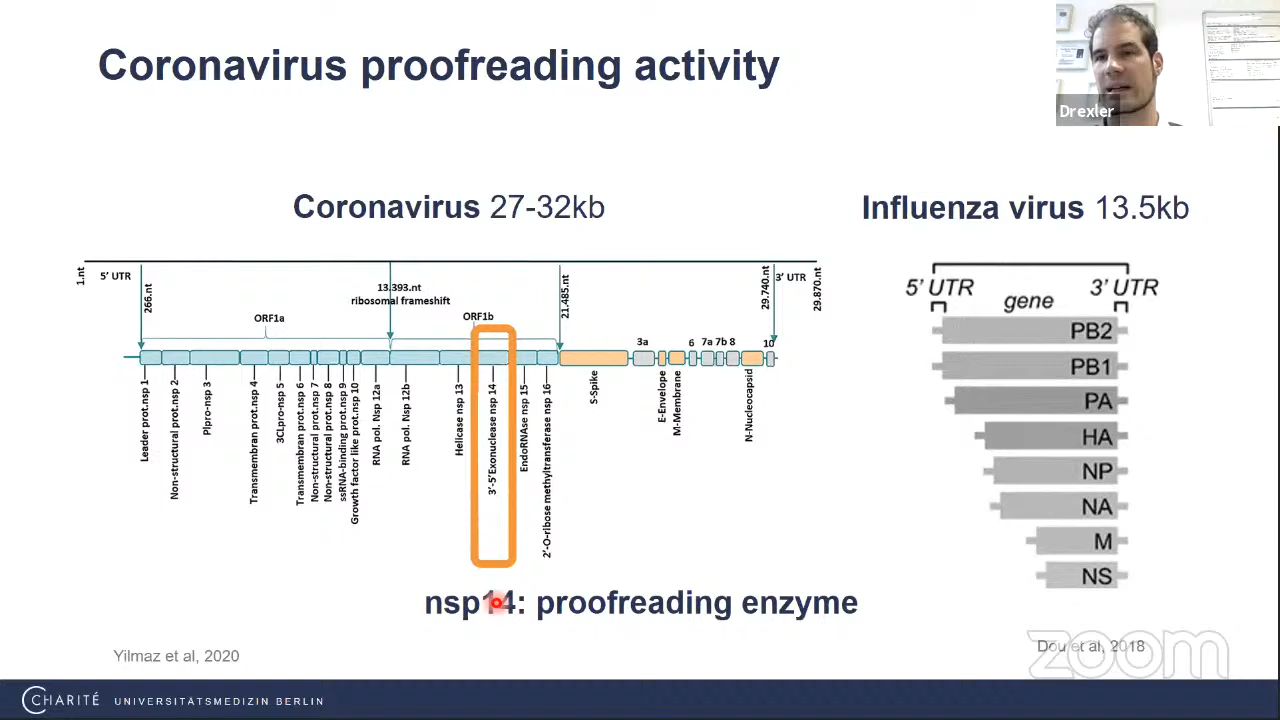 Coronavirus proofreading activity
Drexler
Coronavirus 27-32kb
1.nt
5' UTR
266.nt
13.393.nt
ribosomal frameshift
21.485.nt
29.740.nt
3' UTR
29.870.nt
ORF1a
ORF1b
3a
6
7a
7b
8
10
Leader prot.nsp 1
Non-structural prot.nsp 2
Plpro-nsp 3
Transmembran prot.nsp 4
3CLpro-nsp 5
Transmembran prot.nsp 6
Non-structural prot.nsp 7
Non-structural prot.nsp 8
ssRNA-binding prot.nsp 9
Growth factor like prot.nsp 10
RNA pol. Nsp 12a
RNA pol. Nsp 12b
Helicase nsp 13
3'-5'Exonuclease nsp 14
EndoRNAse nsp 15
2'-O-ribose methyltransferase nsp 16
S-Spike
E-Envelope
M-Membrane
N-Nucleocapsid
Influenza virus 13.5kb
5' UTR
gene
3' UTR
PB2
PB1
PA
HA
NP
NA
M
NS
nsp14: proofreading enzyme
Yilmaz et al, 2020
Dou et al, 2018
zoom
CHARITÉ UNIVERSITÄTSMEDIZIN BERLIN